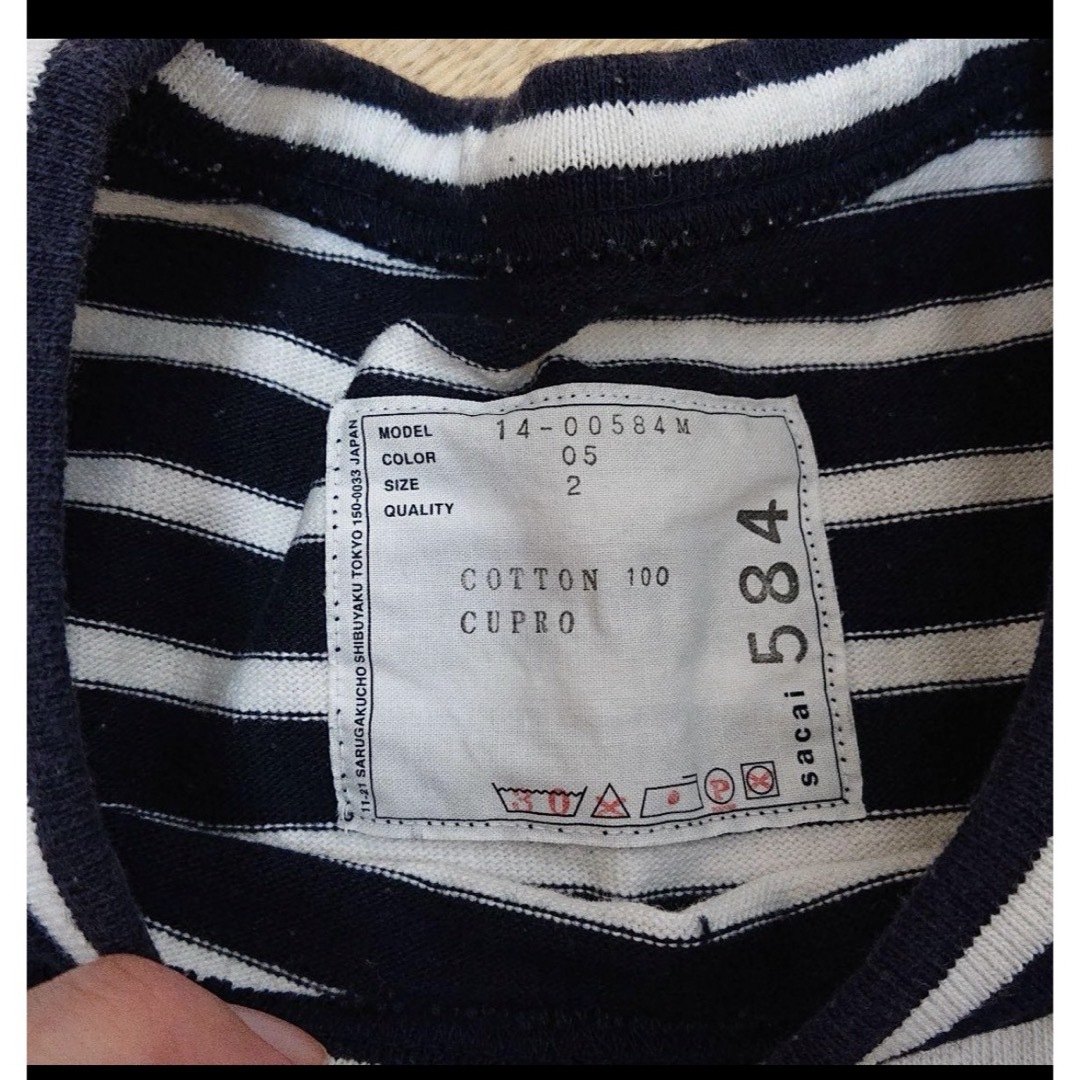 MODEL 14-00584M
COLOR 05
SIZE 2
QUALITY
COTTON 100
CUPRO
30 P
sacai 584
11-21 SARUGAKUCHO SHIBUYAKU TOKYO 150-0033 JAPAN